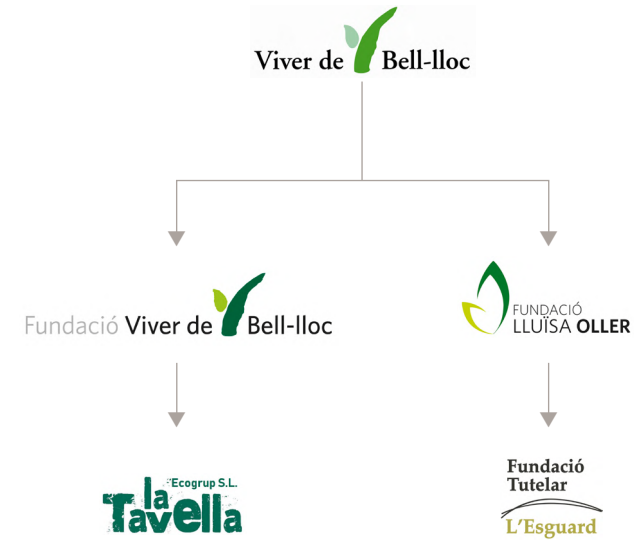 Viver de Bell-lloc
Fundació Viver de Bell-lloc
FUNDACIÓ
LLUÏSA OLLER
Ecogrup S.L.
la
Tavella
Fundació
Tutelar
L'Esguard